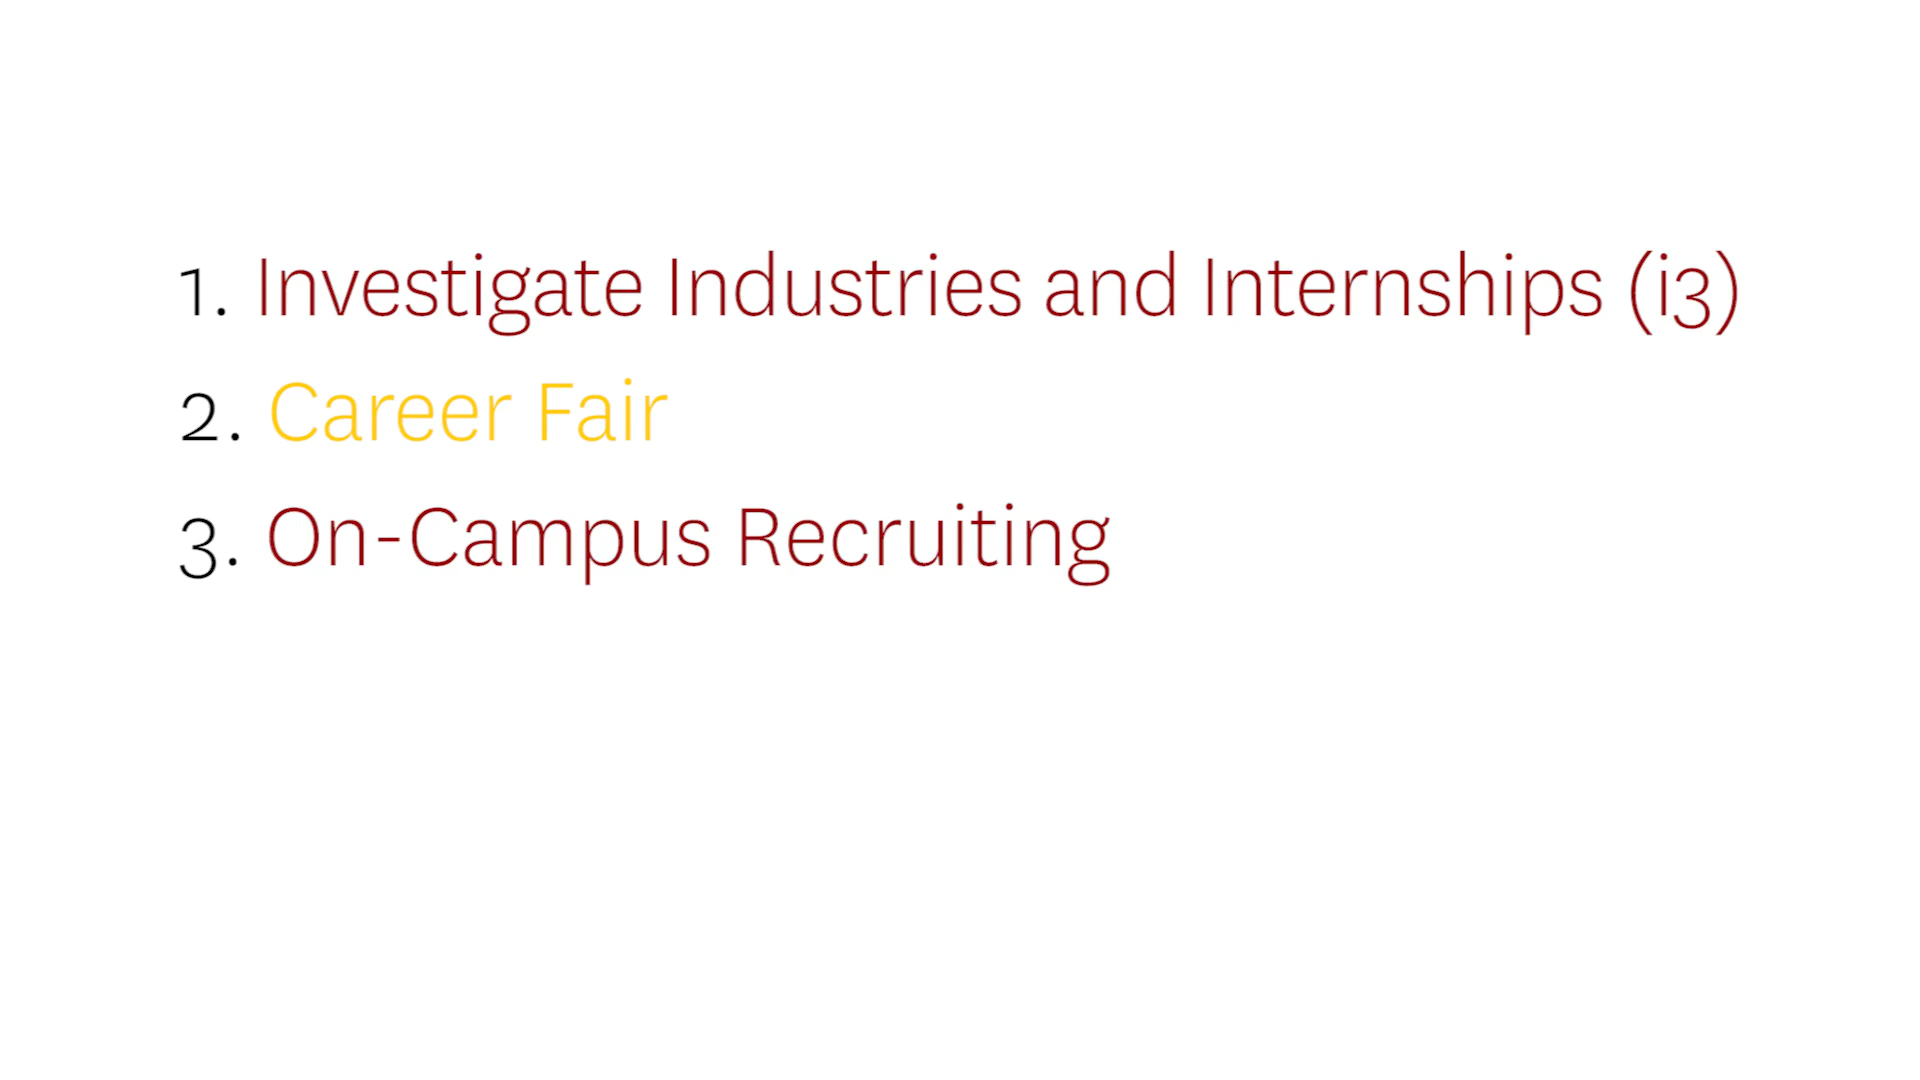 1. Investigate Industries and Internships (i3)
2. Career Fair
3. On-Campus Recruiting